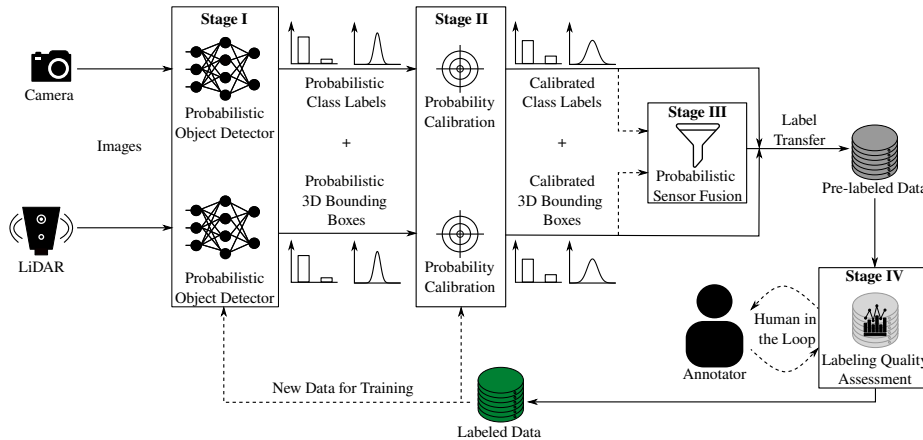 Stage I
Camera
Images
LiDAR
Probabilistic
Object Detector
Probabilistic
Object Detector
Probabilistic
Class Labels
+
Probabilistic
3D Bounding
Boxes
Stage II
Probability
Calibration
Probability
Calibration
Calibrated
Class Labels
+
Calibrated
3D Bounding
Boxes
Stage III
Probabilistic
Sensor Fusion
Label
Transfer
Pre-labeled Data
Stage IV
Labeling Quality
Assessment
Human in
the Loop
Annotator
New Data for Training
Labeled Data